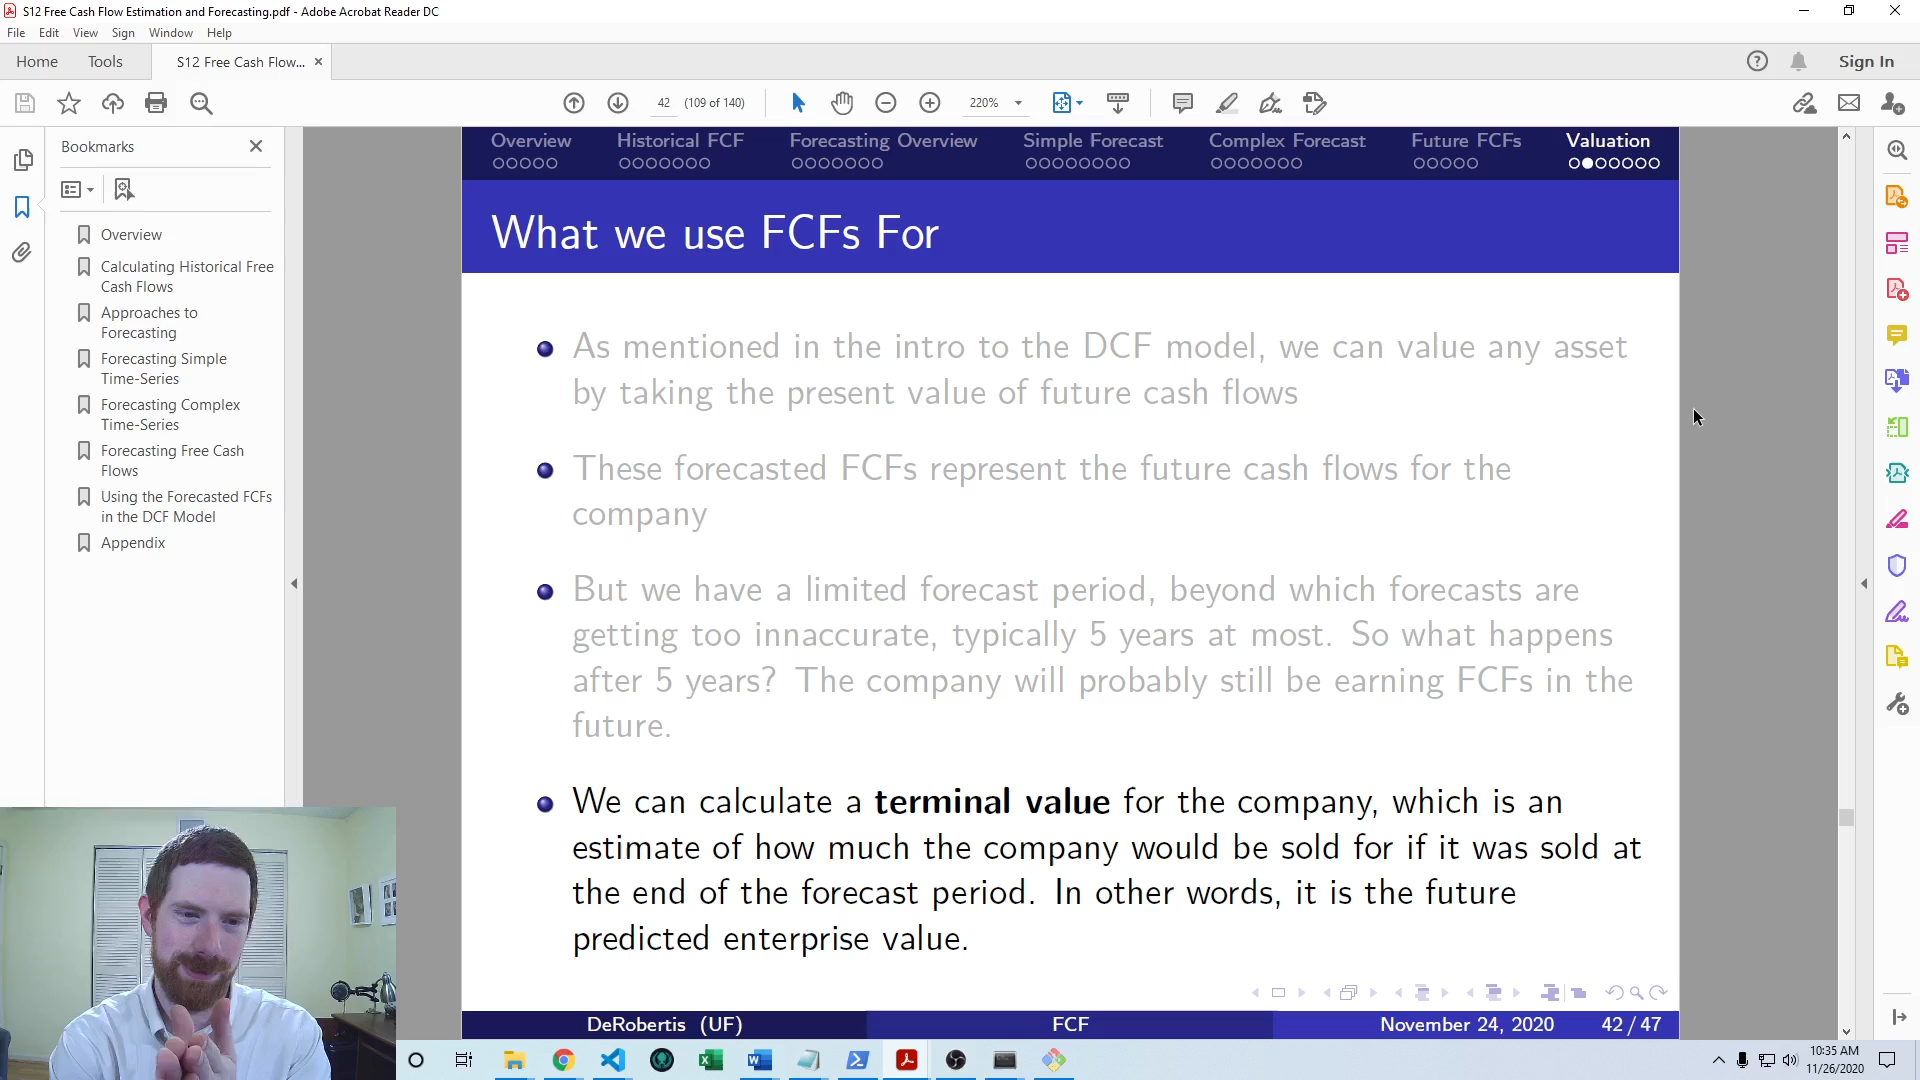 S12 Free Cash Flow Estimation and Forecasting.pdf - Adobe Acrobat Reader DC
File Edit View Sign Window Help
Home Tools S12 Free Cash Flow... ×
Sign In
42 (109 of 140) 220%
Bookmarks
Overview
Calculating Historical Free
Cash Flows
Approaches to
Forecasting
Forecasting Simple
Time-Series
Forecasting Complex
Time-Series
Forecasting Free Cash
Flows
Using the Forecasted FCFs
in the DCF Model
Appendix
Overview Historical FCF Forecasting Overview Simple Forecast Complex Forecast Future FCFs Valuation
What we use FCFs For
As mentioned in the intro to the DCF model, we can value any asset
by taking the present value of future cash flows
These forecasted FCFs represent the future cash flows for the
company
But we have a limited forecast period, beyond which forecasts are
getting too innaccurate, typically 5 years at most. So what happens
after 5 years? The company will probably still be earning FCFs in the
future.
We can calculate a terminal value for the company, which is an
estimate of how much the company would be sold for if it was sold at
the end of the forecast period. In other words, it is the future
predicted enterprise value.
DeRobertis (UF) FCF November 24, 2020 42 / 47
10:35 AM
11/26/2020